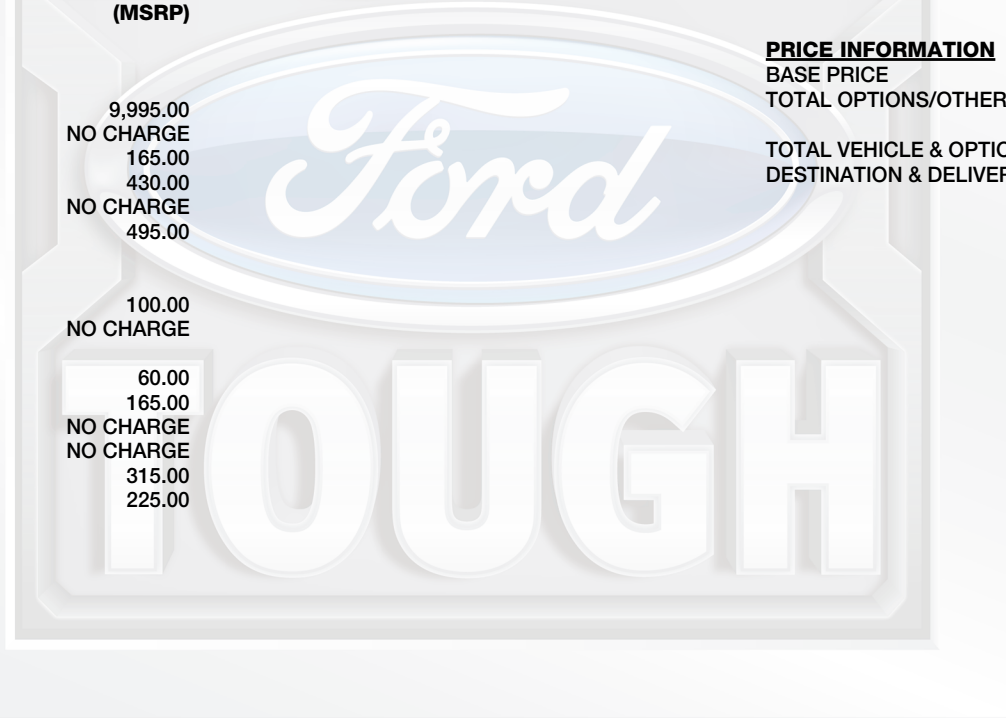 (MSRP)
9,995.00
NO CHARGE
165.00
430.00
NO CHARGE
495.00
100.00
NO CHARGE
60.00
165.00
NO CHARGE
NO CHARGE
315.00
225.00
PRICE INFORMATION
BASE PRICE
TOTAL OPTIONS/OTHER
TOTAL VEHICLE & OPTIO
DESTINATION & DELIVER
Ford
TOUGH